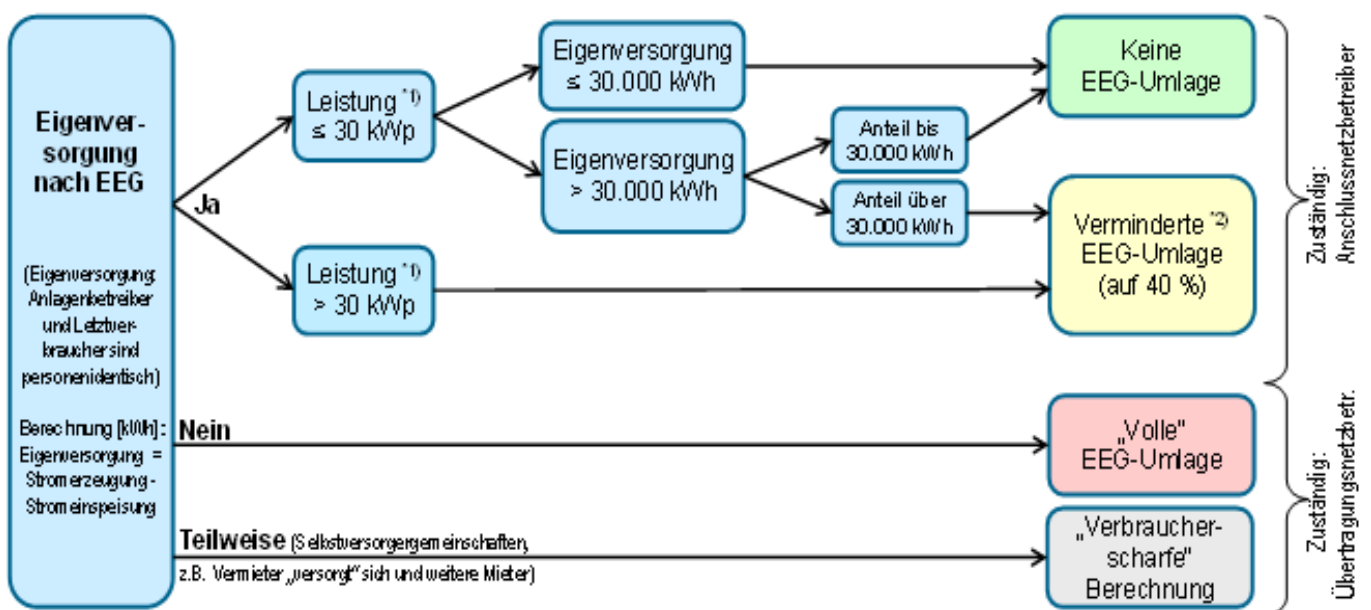 Eigenver-
sorgung
nach EEG
(Eigenversorgung:
Anlagenbetreiber
und Letztver-
braucher sind
personenidentisch)
Berechnung [kWh]:
Eigenversorgung =
Stromerzeugung -
Stromeinspeisung
Ja
Leistung *1)
≤ 30 kWp
Eigenversorgung
≤ 30.000 kWh
Eigenversorgung
> 30.000 kWh
Anteil bis
30.000 kWh
Anteil über
30.000 kWh
Keine
EEG-Umlage
Leistung *1)
> 30 kWp
Verminderte *2)
EEG-Umlage
(auf 40 %)
Zuständig:
Anschlussnetzbetreiber
Nein
„Volle"
EEG-Umlage
Teilweise (Selbstversorgergemeinschaften,
z.B. Vermieter „versorgt" sich und weitere Mieter)
„Verbraucher-
scharfe"
Berechnung
Zuständig:
Übertragungsnetzbetr.